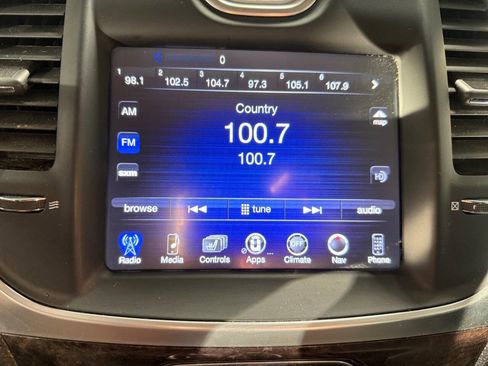 0
1 98.1 2 102.5 3 104.7 4 97.3 5 105.1 6 107.9
Country
AM
map
100.7
FM
100.7
sxm
HD
browse tune audio
OFF
Radio Media Controls Apps Climate Nav Phone